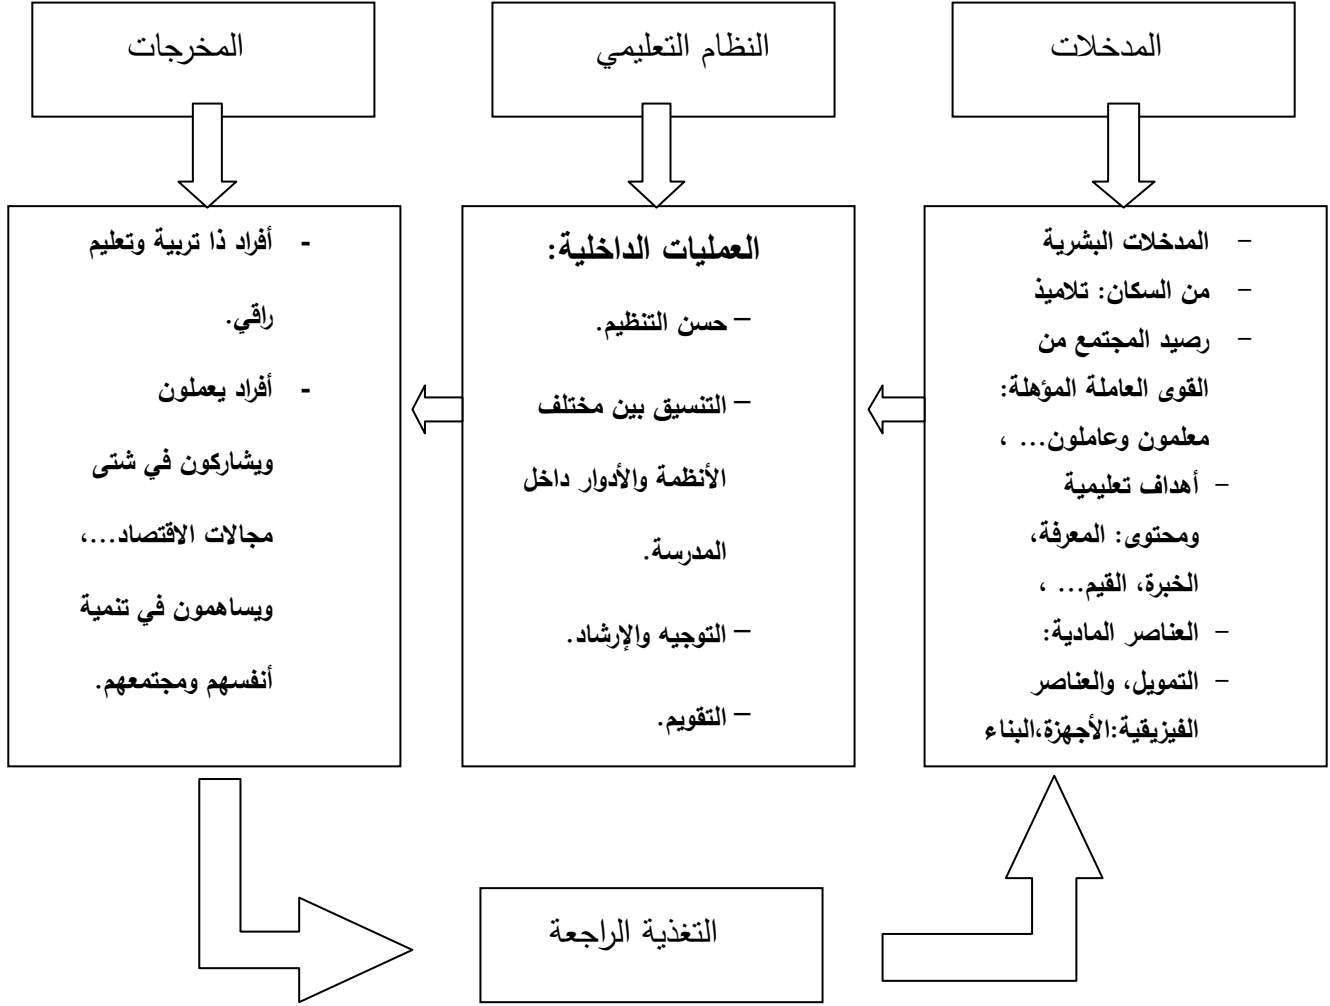 المدخلات
النظام التعليمي
المخرجات
- المدخلات البشرية
- من السكان: تلاميذ
- رصيد المجتمع من
القوى العاملة المؤهلة:
معلمون وعاملون... ،
- أهداف تعليمية
ومحتوى: المعرفة،
الخبرة، القيم... ،
- العناصر المادية:
- التمويل، والعناصر
الفيزيقية:الأجهزة،البناء
العمليات الداخلية:
- حسن التنظيم.
- التنسيق بين مختلف
الأنظمة والأدوار داخل
المدرسة.
- التوجيه والإرشاد.
- التقويم.
- أفراد ذا تربية وتعليم
راقي.
- أفراد يعملون
ويشاركون في شتى
مجالات الاقتصاد...،
ويساهمون في تنمية
أنفسهم ومجتمعهم.
التغذية الراجعة